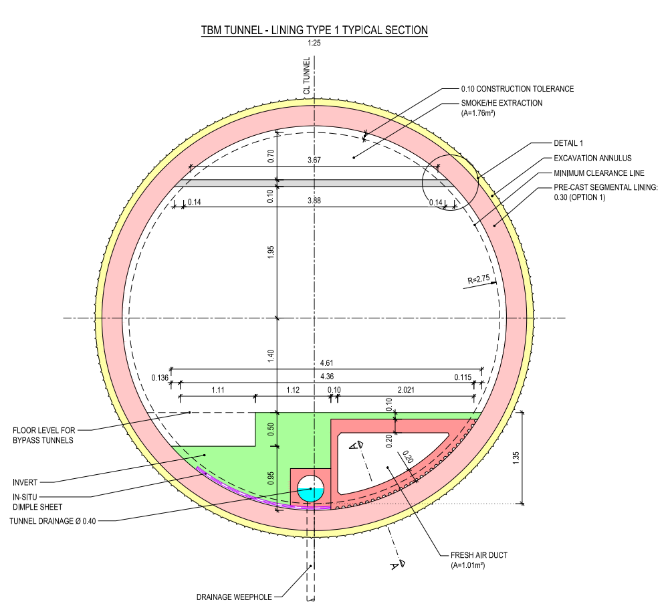 TBM TUNNEL - LINING TYPE 1 TYPICAL SECTION
1:25
CL TUNNEL
0.10 CONSTRUCTION TOLERANCE
SMOKE/HE EXTRACTION
(A=1.76m²)
DETAIL 1
EXCAVATION ANNULUS
MINIMUM CLEARANCE LINE
PRE-CAST SEGMENTAL LINING:
0.30 (OPTION 1)
0.70
3.67
0.10
0.14
3.88
0.14
1.95
R=2.75
1.40
4.61
0.136
4.36
0.115
1.11
1.12
0.10
2.021
0.10
FLOOR LEVEL FOR
BYPASS TUNNELS
0.50
0.20
A
0.20
1.35
0.95
INVERT
IN-SITU
DIMPLE SHEET
TUNNEL DRAINAGE Ø 0.40
FRESH AIR DUCT
(A=1.01m²)
A
DRAINAGE WEEPHOLE